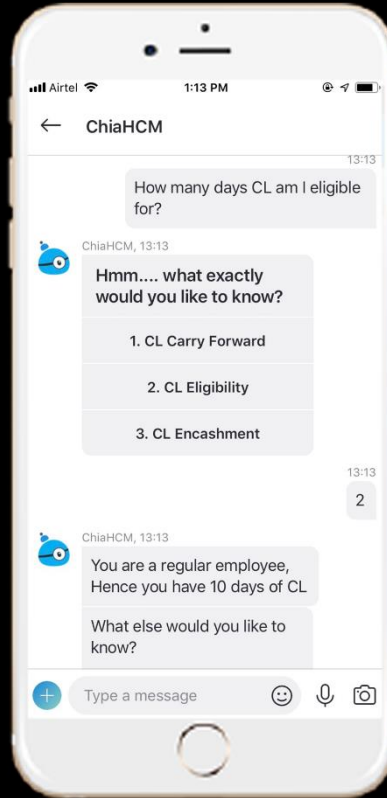 Airtel 1:13 PM
ChiaHCM
13:13
How many days CL am I eligible
for?
ChiaHCM, 13:13
Hmm.... what exactly
would you like to know?
1. CL Carry Forward
2. CL Eligibility
3. CL Encashment
13:13
2
ChiaHCM, 13:13
You are a regular employee,
Hence you have 10 days of CL
What else would you like to
know?
Type a message